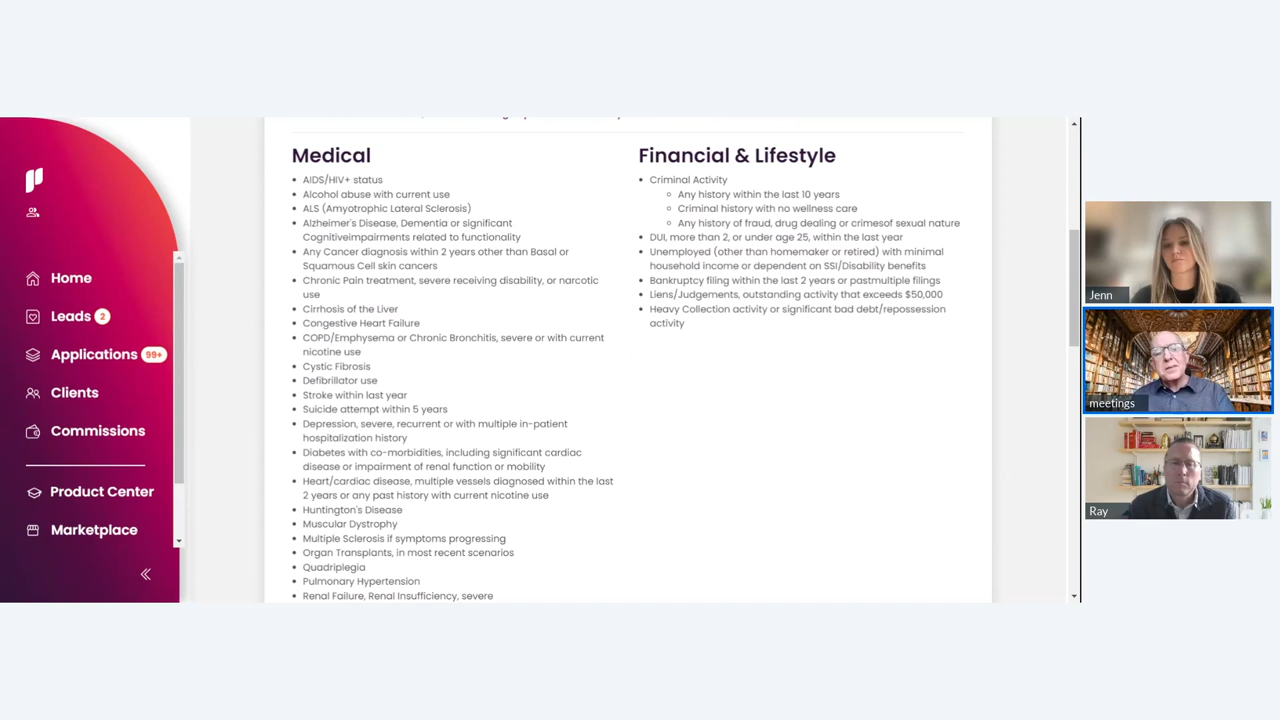 Home
Leads 2
Applications 99+
Clients
Commissions
Product Center
Marketplace
Medical
AIDS/HIV+ status
Alcohol abuse with current use
ALS (Amyotrophic Lateral Sclerosis)
Alzheimer's Disease, Dementia or significant
Cognitiveimpairments related to functionality
Any Cancer diagnosis within 2 years other than Basal or
Squamous Cell skin cancers
Chronic Pain treatment, severe receiving disability, or narcotic
use
Cirrhosis of the Liver
Congestive Heart Failure
COPD/Emphysema or Chronic Bronchitis, severe or with current
nicotine use
Cystic Fibrosis
Defibrillator use
Stroke within last year
Suicide attempt within 5 years
Depression, severe, recurrent or with multiple in-patient
hospitalization history
Diabetes with co-morbidities, including significant cardiac
disease or impairment of renal function or mobility
Heart/cardiac disease, multiple vessels diagnosed within the last
2 years or any past history with current nicotine use
Huntington's Disease
Muscular Dystrophy
Multiple Sclerosis if symptoms progressing
Organ Transplants, in most recent scenarios
Quadriplegia
Pulmonary Hypertension
Renal Failure, Renal Insufficiency, severe
Financial & Lifestyle
Criminal Activity
Any history within the last 10 years
Criminal history with no wellness care
Any history of fraud, drug dealing or crimesof sexual nature
DUI, more than 2, or under age 25, within the last year
Unemployed (other than homemaker or retired) with minimal
household income or dependent on SSI/Disability benefits
Bankruptcy filing within the last 2 years or pastmultiple filings
Liens/Judgements, outstanding activity that exceeds $50,000
Heavy Collection activity or significant bad debt/repossession
activity
Jenn
meetings
Ray